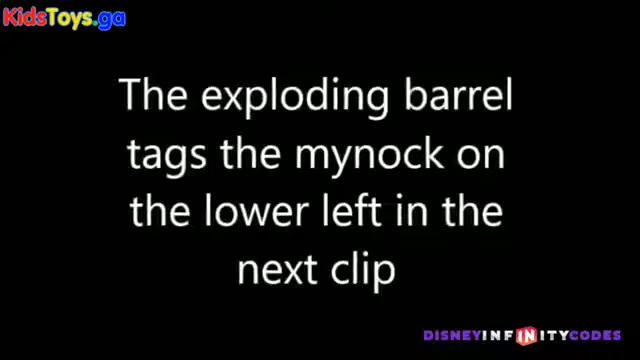 KidsToys.ga
The exploding barrel
tags the mynock on
the lower left in the
next clip
DISNEYINFINITYCODES